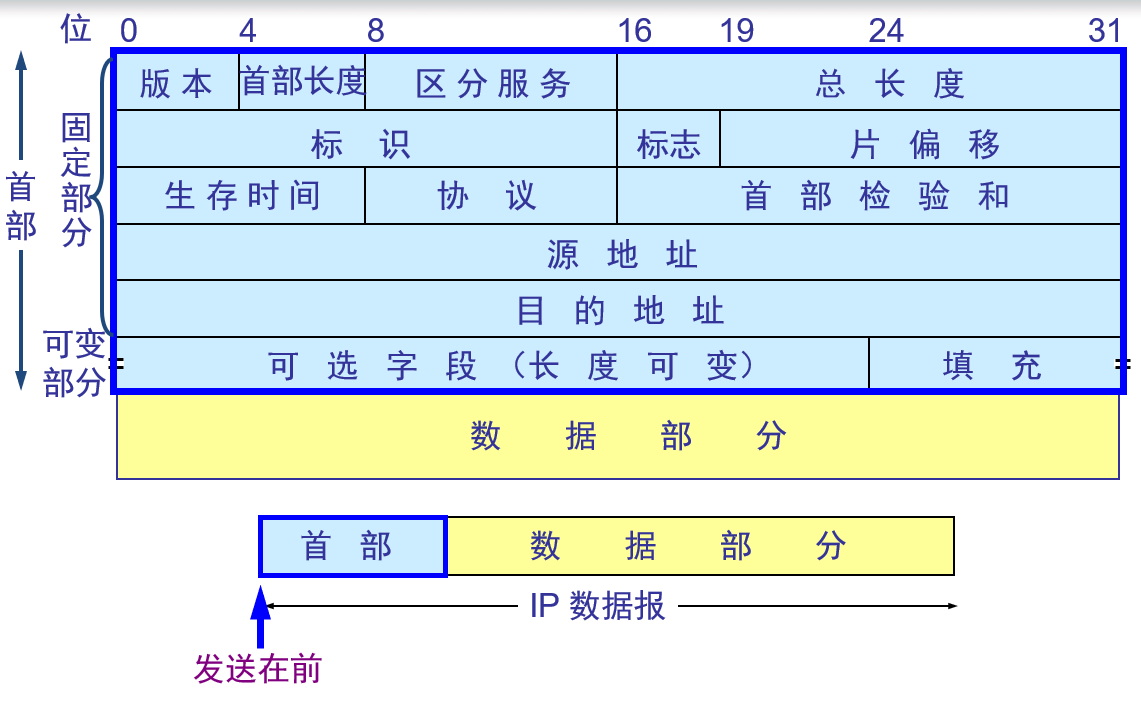 位 0 4 8 16 19 24 31
版本 首部长度 区分服务 总长度
标识 标志 片偏移
生存时间 协议 首部检验和
源地址
目的地址
可选字段（长度可变） 填充
数据部分
首部
固定部分
可变部分
首部 数据部分
IP 数据报
发送在前